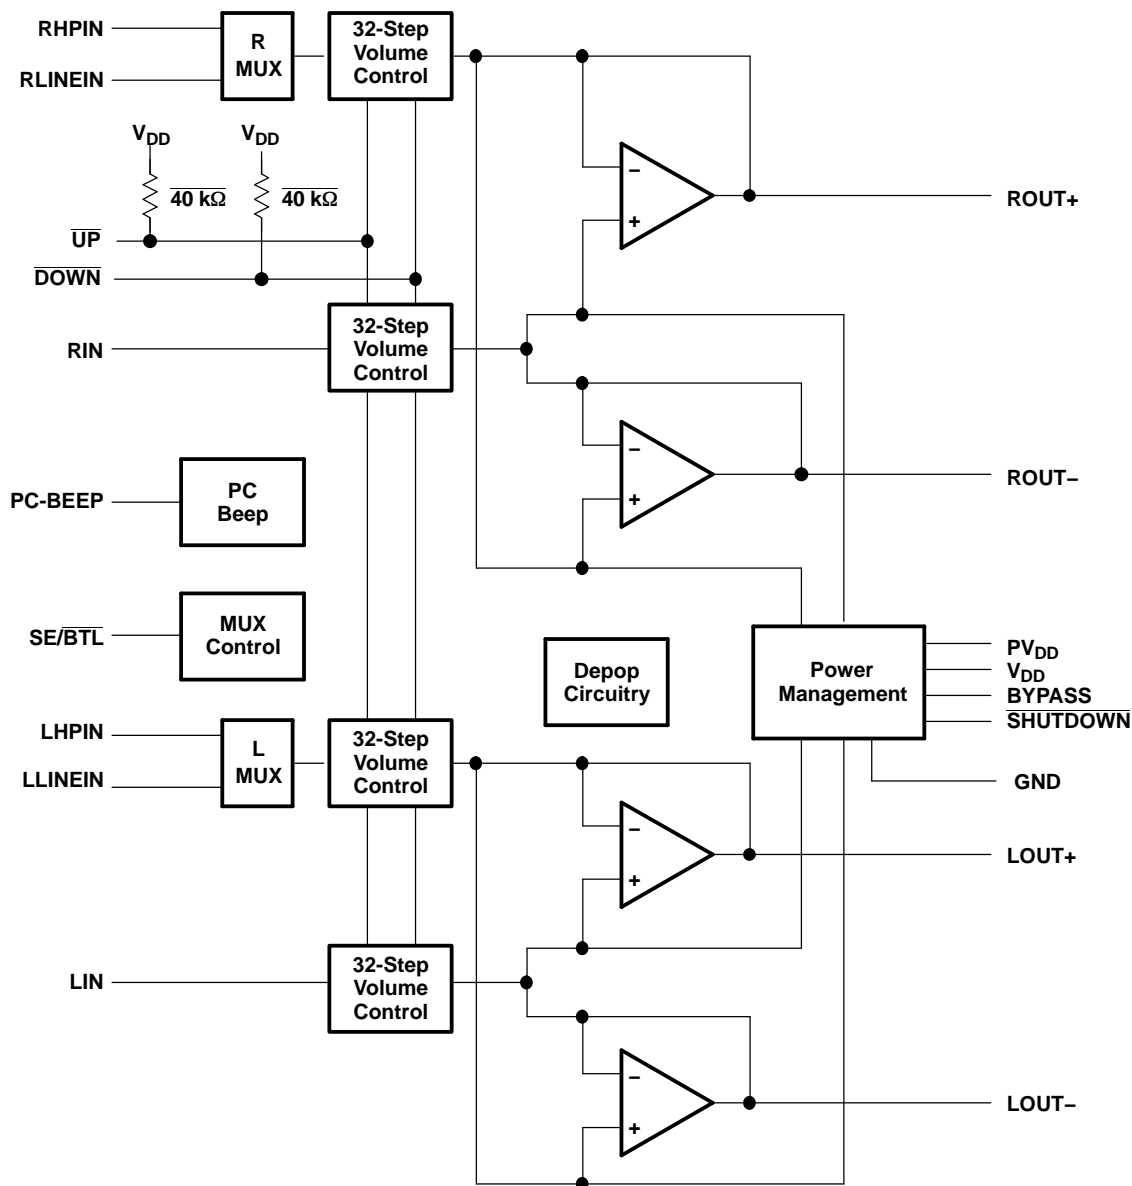 RHPIN
RLINEIN
R
MUX
32-Step
Volume
Control
VDD
VDD
40 kΩ
40 kΩ
UP
DOWN
RIN
32-Step
Volume
Control
−
+
ROUT+
−
+
ROUT−
PC-BEEP
PC
Beep
SE/BTL
MUX
Control
Depop
Circuitry
Power
Management
PVDD
VDD
BYPASS
SHUTDOWN
GND
LHPIN
LLINEIN
L
MUX
32-Step
Volume
Control
−
+
LOUT+
LIN
32-Step
Volume
Control
−
+
LOUT−